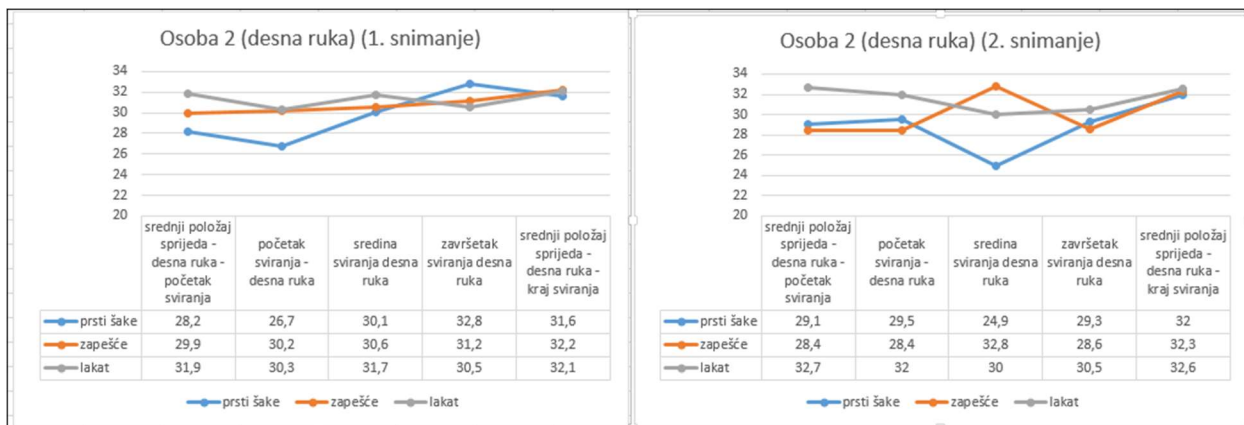 Osoba 2 (desna ruka) (1. snimanje)
34
32
30
28
26
24
22
20
srednji položaj
sprijeda -
desna ruka -
početak
sviranja
početak
sviranja -
desna ruka
sredina
sviranja desna
ruka
završetak
sviranja desna
ruka
srednji položaj
sprijeda -
desna ruka -
kraj sviranja
prsti šake 28,2 26,7 30,1 32,8 31,6
zapešće 29,9 30,2 30,6 31,2 32,2
lakat 31,9 30,3 31,7 30,5 32,1
prsti šake zapešće lakat
Osoba 2 (desna ruka) (2. snimanje)
34
32
30
28
26
24
22
20
srednji položaj
sprijeda -
desna ruka -
početak
sviranja
početak
sviranja -
desna ruka
sredina
sviranja desna
ruka
završetak
sviranja desna
ruka
srednji položaj
sprijeda -
desna ruka -
kraj sviranja
prsti šake 29,1 29,5 24,9 29,3 32
zapešće 28,4 28,4 32,8 28,6 32,3
lakat 32,7 32 30 30,5 32,6
prsti šake zapešće lakat